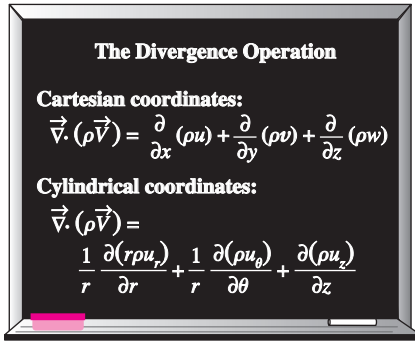 The Divergence Operation
Cartesian coordinates:
∇⃗·(ρV⃗) = ∂/∂x (ρu) + ∂/∂y (ρv) + ∂/∂z (ρw)
Cylindrical coordinates:
∇⃗·(ρV⃗) =
1/r ∂(rρu_r)/∂r + 1/r ∂(ρu_θ)/∂θ + ∂(ρu_z)/∂z